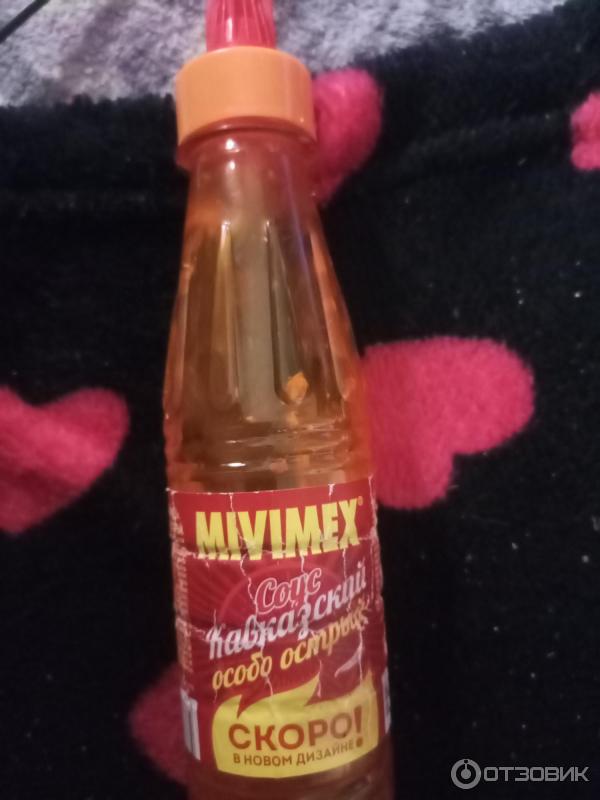 MIVIMEX®
Соус
Кавказский
особо острый
СКОРО!
В НОВОМ ДИЗАЙНЕ
ОТЗОВИК